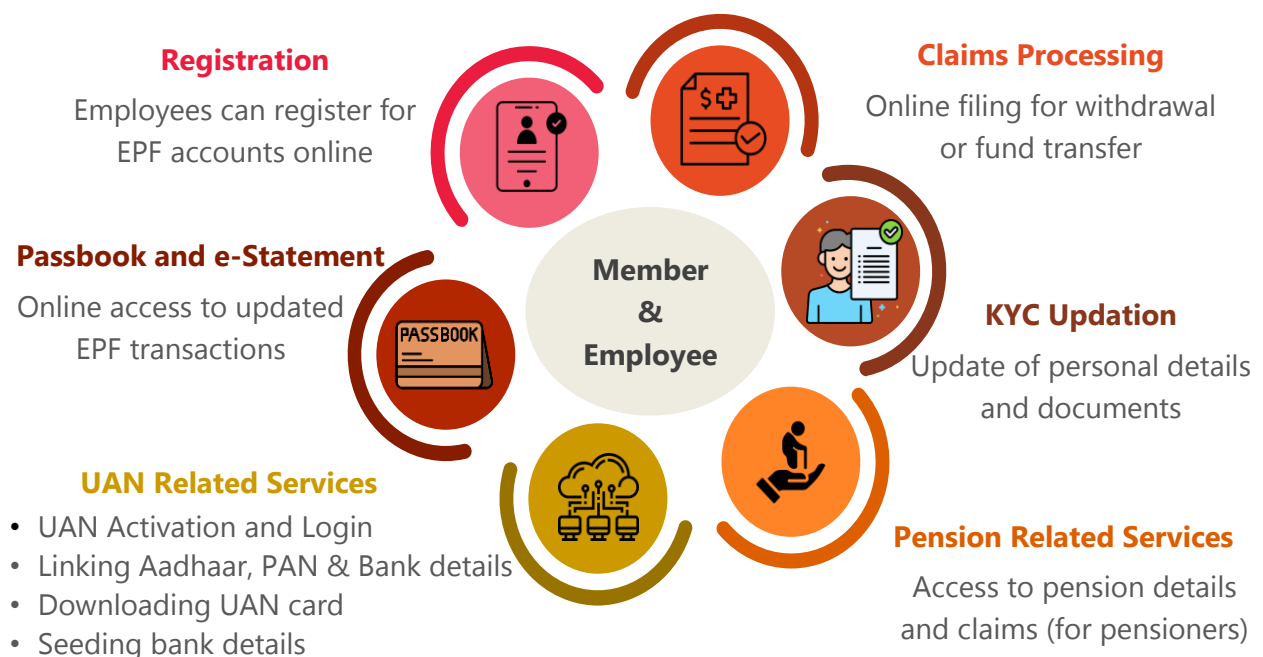 Registration
Employees can register for
EPF accounts online
Claims Processing
Online filing for withdrawal
or fund transfer
Passbook and e-Statement
Online access to updated
EPF transactions
PASSBOOK
Member
&
Employee
KYC Updation
Update of personal details
and documents
UAN Related Services
• UAN Activation and Login
• Linking Aadhaar, PAN & Bank details
• Downloading UAN card
• Seeding bank details
Pension Related Services
Access to pension details
and claims (for pensioners)
$